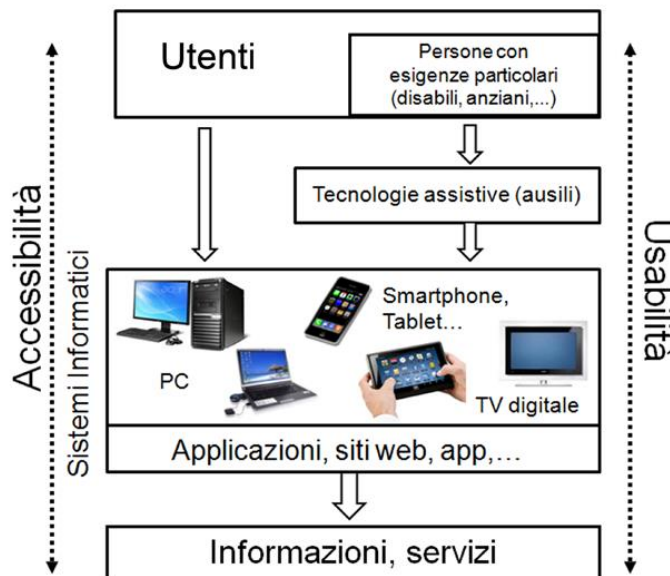 Utenti
Persone con
esigenze particolari
(disabili, anziani,...)
Tecnologie assistive (ausili)
Accessibilità
Usabilità
Sistemi Informatici
Smartphone,
Tablet...
PC
TV digitale
Applicazioni, siti web, app,...
Informazioni, servizi